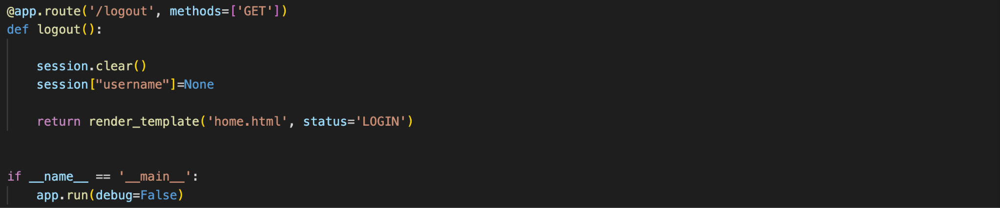 @app.route('/logout', methods=['GET'])
def logout():
session.clear()
session["username"]=None
return render_template('home.html', status='LOGIN')
if __name__ == '__main__':
app.run(debug=False)